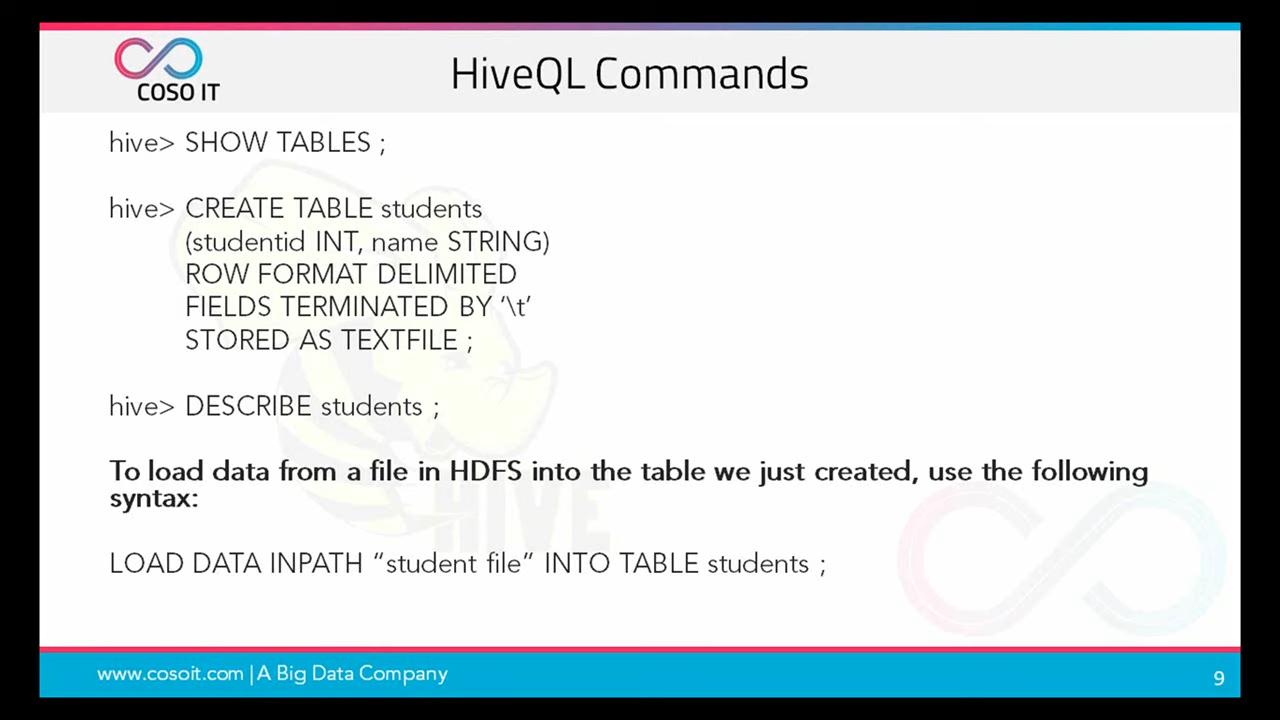 COSO IT
HiveQL Commands
hive> SHOW TABLES ;
hive> CREATE TABLE students
(studentid INT, name STRING)
ROW FORMAT DELIMITED
FIELDS TERMINATED BY ‘\t’
STORED AS TEXTFILE ;
hive> DESCRIBE students ;
To load data from a file in HDFS into the table we just created, use the following
syntax:
HIVE
LOAD DATA INPATH “student file” INTO TABLE students ;
www.cosoit.com | A Big Data Company
9